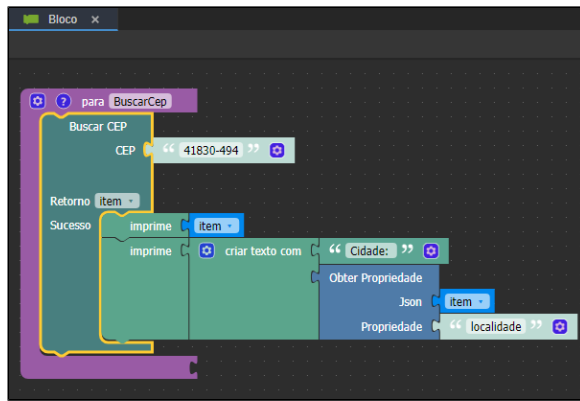 Bloco ×
? para BuscarCep
Buscar CEP
CEP “ 41830-494 ”
Retorno item
Sucesso imprime item
imprime criar texto com “ Cidade: ”
Obter Propriedade
Json item
Propriedade “ localidade ”